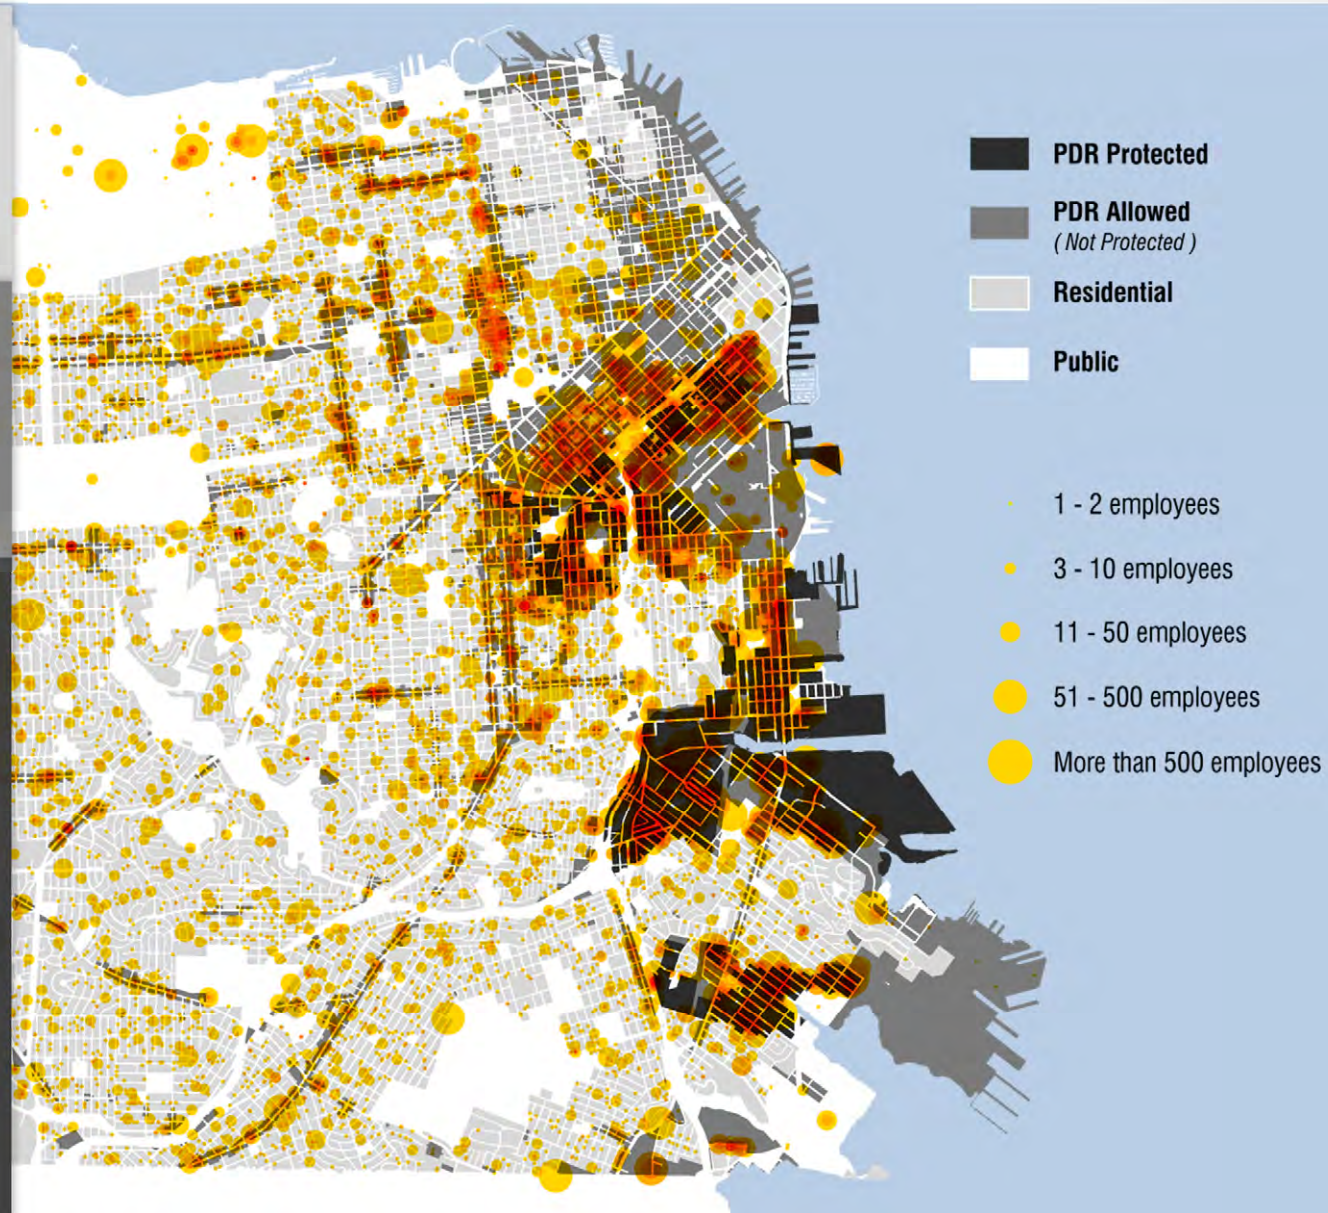 PDR Protected
PDR Allowed
( Not Protected )
Residential
Public
1 - 2 employees
3 - 10 employees
11 - 50 employees
51 - 500 employees
More than 500 employees